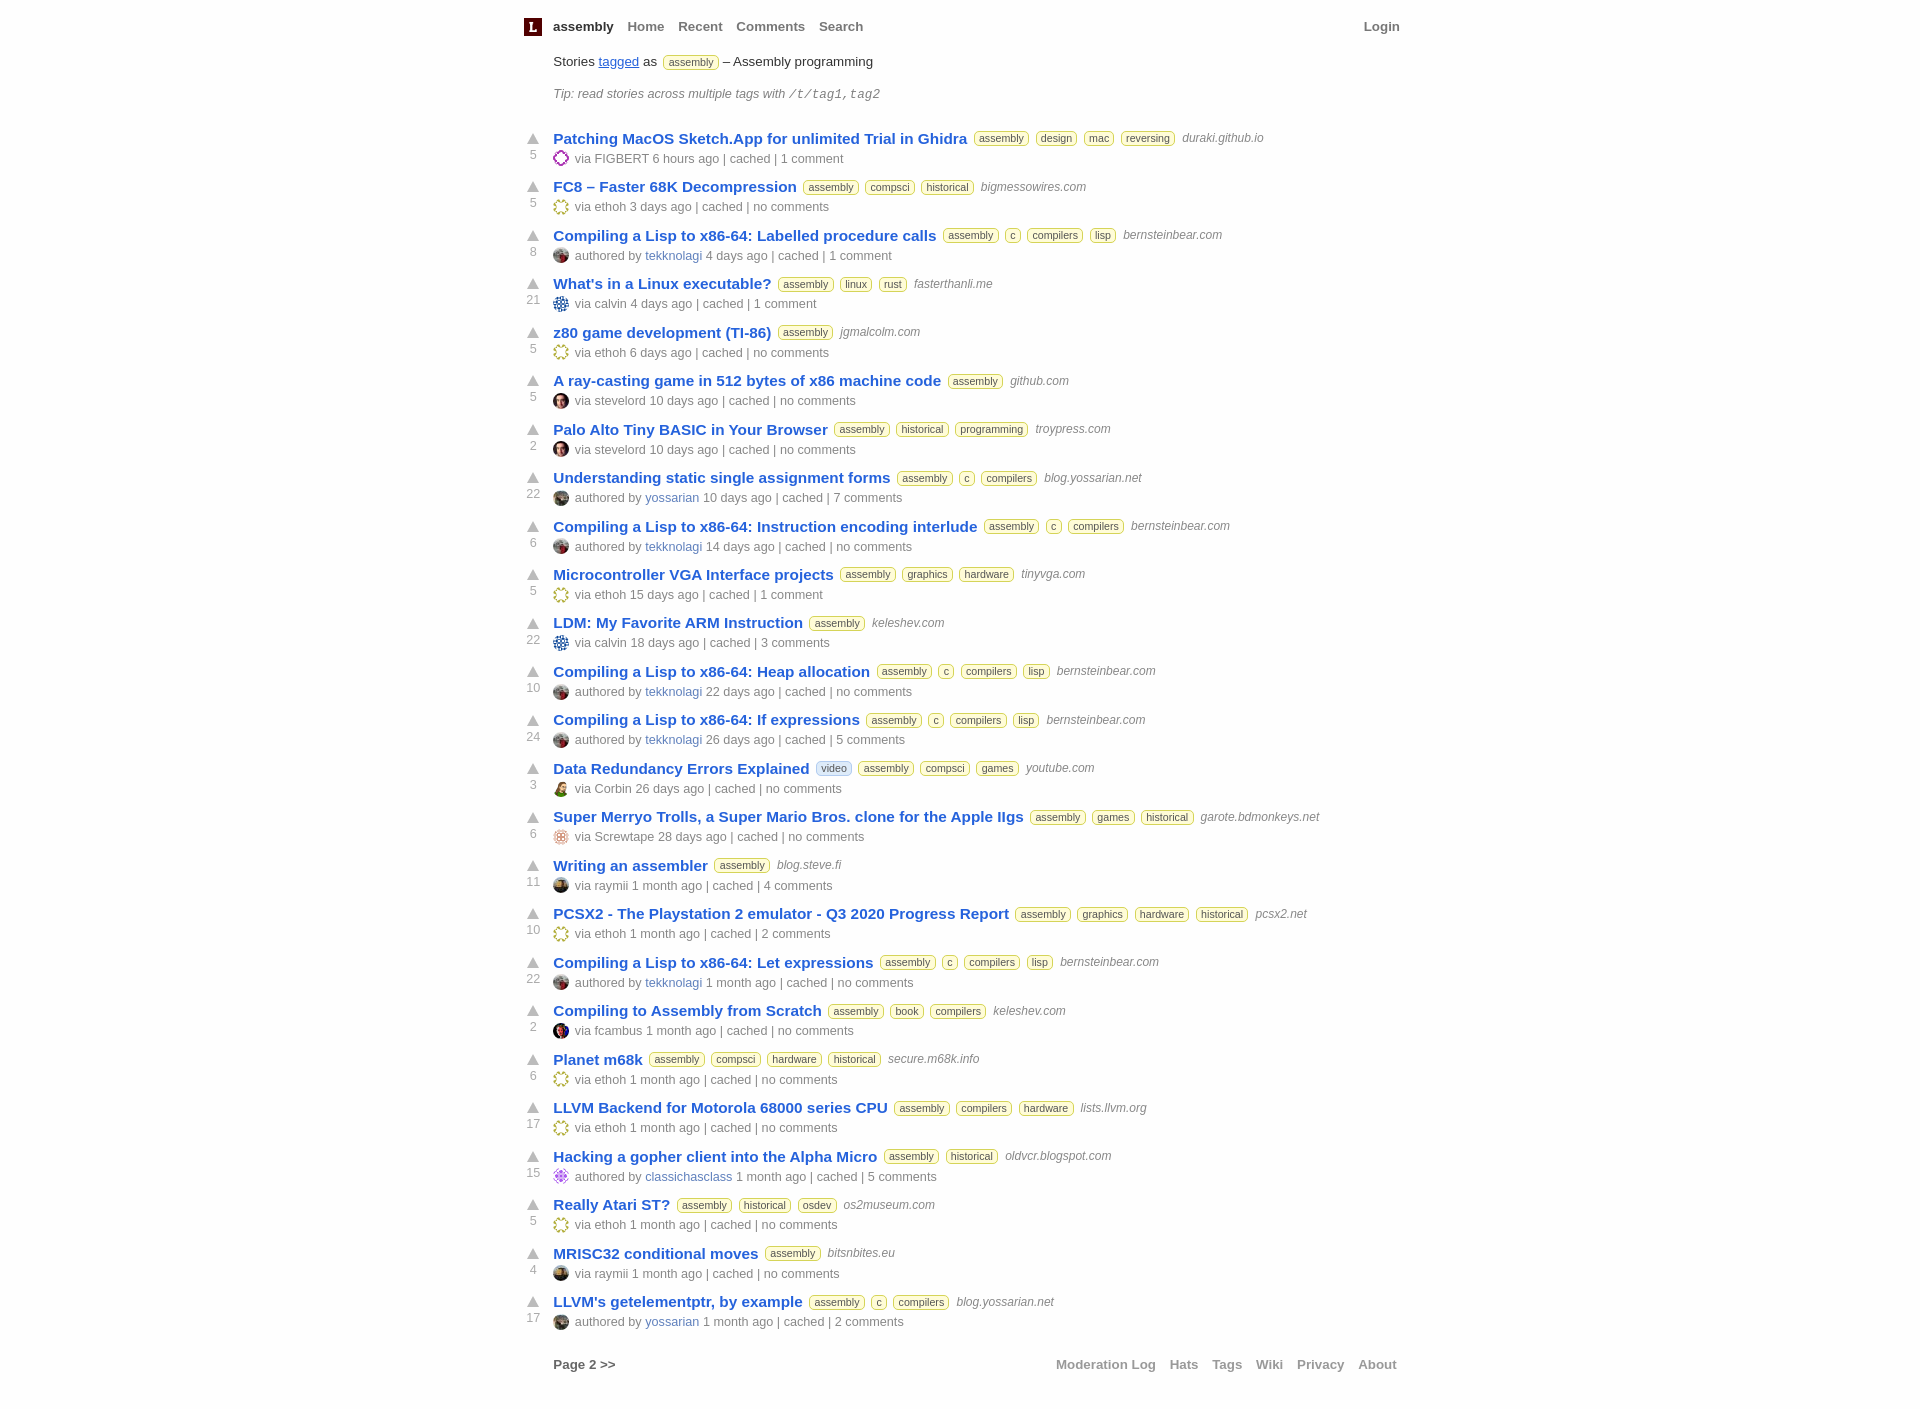 L assembly Home Recent Comments Search Login
Stories tagged as assembly – Assembly programming
Tip: read stories across multiple tags with /t/tag1,tag2
Patching MacOS Sketch.App for unlimited Trial in Ghidra assembly design mac reversing duraki.github.io
5 via FIGBERT 6 hours ago | cached | 1 comment
FC8 – Faster 68K Decompression assembly compsci historical bigmessowires.com
5 via ethoh 3 days ago | cached | no comments
Compiling a Lisp to x86-64: Labelled procedure calls assembly c compilers lisp bernsteinbear.com
8 authored by tekknolagi 4 days ago | cached | 1 comment
What's in a Linux executable? assembly linux rust fasterthanli.me
21 via calvin 4 days ago | cached | 1 comment
z80 game development (TI-86) assembly jgmalcolm.com
5 via ethoh 6 days ago | cached | no comments
A ray-casting game in 512 bytes of x86 machine code assembly github.com
5 via stevelord 10 days ago | cached | no comments
Palo Alto Tiny BASIC in Your Browser assembly historical programming troypress.com
2 via stevelord 10 days ago | cached | no comments
Understanding static single assignment forms assembly c compilers blog.yossarian.net
22 authored by yossarian 10 days ago | cached | 7 comments
Compiling a Lisp to x86-64: Instruction encoding interlude assembly c compilers bernsteinbear.com
6 authored by tekknolagi 14 days ago | cached | no comments
Microcontroller VGA Interface projects assembly graphics hardware tinyvga.com
5 via ethoh 15 days ago | cached | 1 comment
LDM: My Favorite ARM Instruction assembly keleshev.com
22 via calvin 18 days ago | cached | 3 comments
Compiling a Lisp to x86-64: Heap allocation assembly c compilers lisp bernsteinbear.com
10 authored by tekknolagi 22 days ago | cached | no comments
Compiling a Lisp to x86-64: If expressions assembly c compilers lisp bernsteinbear.com
24 authored by tekknolagi 26 days ago | cached | 5 comments
Data Redundancy Errors Explained video assembly compsci games youtube.com
3 via Corbin 26 days ago | cached | no comments
Super Merryo Trolls, a Super Mario Bros. clone for the Apple IIgs assembly games historical garote.bdmonkeys.net
6 via Screwtape 28 days ago | cached | no comments
Writing an assembler assembly blog.steve.fi
11 via raymii 1 month ago | cached | 4 comments
PCSX2 - The Playstation 2 emulator - Q3 2020 Progress Report assembly graphics hardware historical pcsx2.net
10 via ethoh 1 month ago | cached | 2 comments
Compiling a Lisp to x86-64: Let expressions assembly c compilers lisp bernsteinbear.com
22 authored by tekknolagi 1 month ago | cached | no comments
Compiling to Assembly from Scratch assembly book compilers keleshev.com
2 via fcambus 1 month ago | cached | no comments
Planet m68k assembly compsci hardware historical secure.m68k.info
6 via ethoh 1 month ago | cached | no comments
LLVM Backend for Motorola 68000 series CPU assembly compilers hardware lists.llvm.org
17 via ethoh 1 month ago | cached | no comments
Hacking a gopher client into the Alpha Micro assembly historical oldvcr.blogspot.com
15 authored by classichasclass 1 month ago | cached | 5 comments
Really Atari ST? assembly historical osdev os2museum.com
5 via ethoh 1 month ago | cached | no comments
MRISC32 conditional moves assembly bitsnbites.eu
4 via raymii 1 month ago | cached | no comments
LLVM's getelementptr, by example assembly c compilers blog.yossarian.net
17 authored by yossarian 1 month ago | cached | 2 comments
Page 2 >> Moderation Log Hats Tags Wiki Privacy About